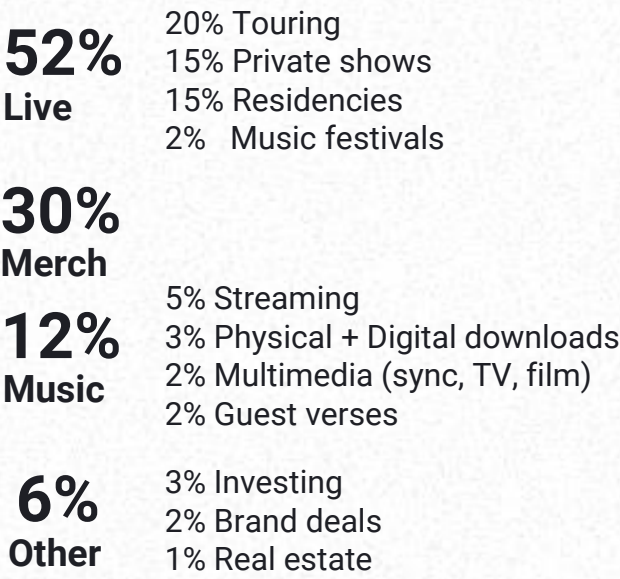 52%
Live
20% Touring
15% Private shows
15% Residencies
2% Music festivals
30%
Merch
12%
Music
5% Streaming
3% Physical + Digital downloads
2% Multimedia (sync, TV, film)
2% Guest verses
6%
Other
3% Investing
2% Brand deals
1% Real estate